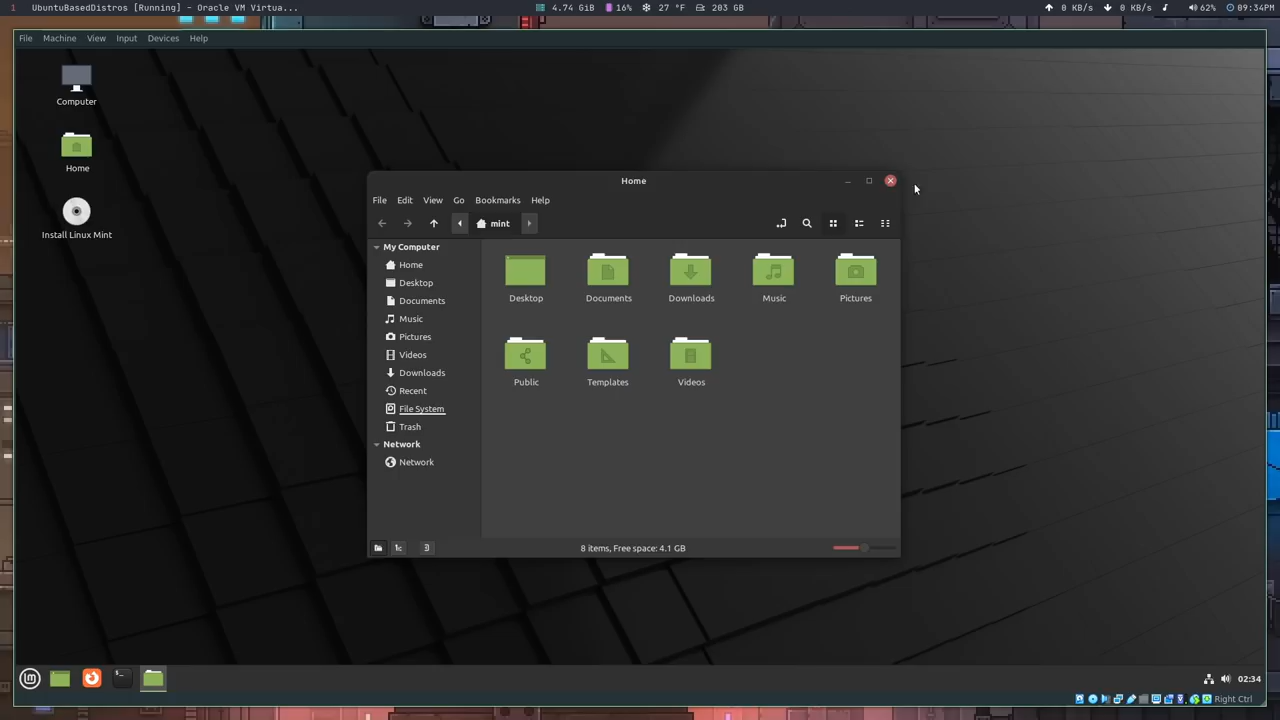 1 UbuntuBasedDistros [Running] - Oracle VM Virtua... 4.74 GiB 16% 27 °F 203 GB 0 KB/s 0 KB/s 62% 09:34PM
File Machine View Input Devices Help
Computer
Home
Install Linux Mint
Home
File Edit View Go Bookmarks Help
mint
My Computer
Home
Desktop
Documents
Music
Pictures
Videos
Downloads
Recent
File System
Trash
Network
Network
Desktop Documents Downloads Music Pictures
Public Templates Videos
8 items, Free space: 4.1 GB
02:34
Right Ctrl